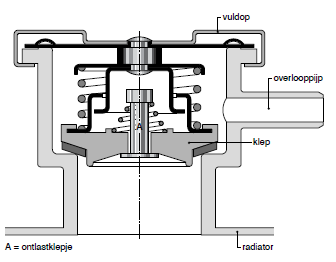 vuldop
overlooppijp
A
klep
A = ontlastklepje
radiator